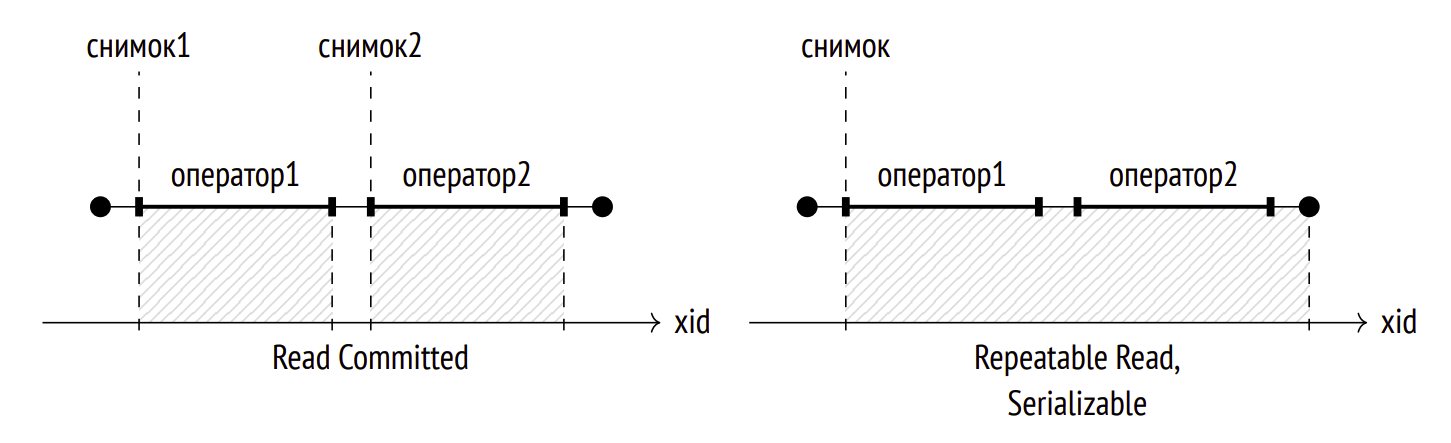 снимок1
снимок2
оператор1
оператор2
xid
Read Committed
снимок
оператор1
оператор2
xid
Repeatable Read,
Serializable